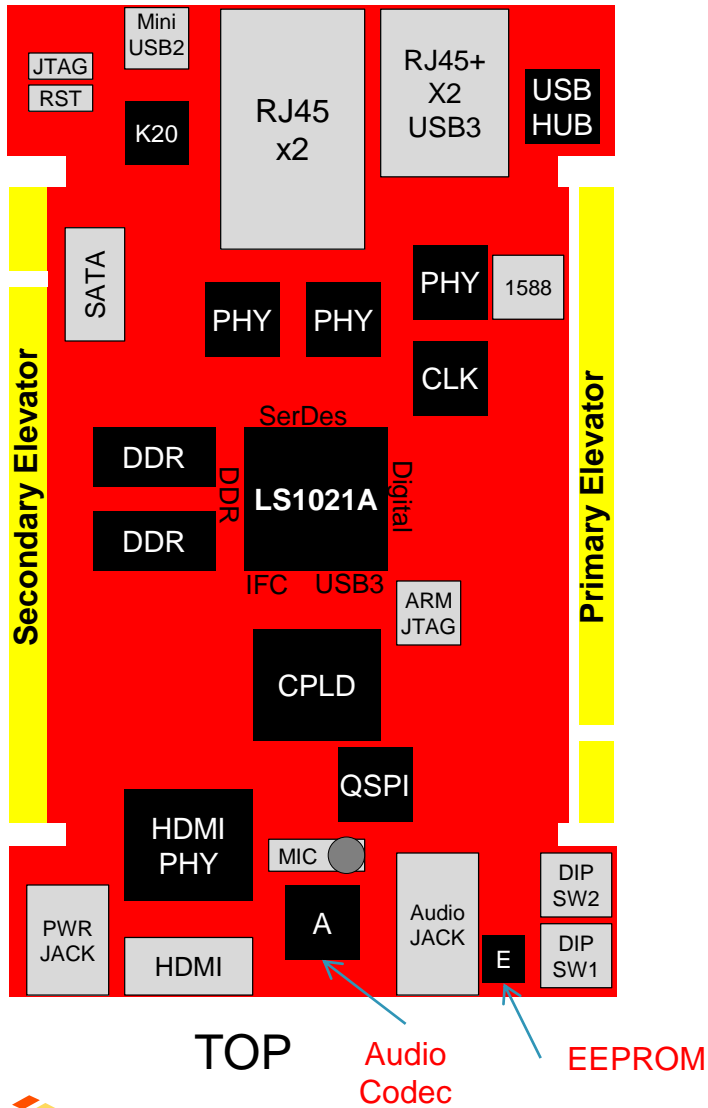 Mini
USB2
JTAG
RST
K20
RJ45
x2
RJ45+
X2
USB3
USB
HUB
SATA
PHY
PHY
PHY
1588
CLK
SerDes
DDR
DDR
DDR
LS1021A
Digital
IFC
USB3
ARM
JTAG
Secondary Elevator
Primary Elevator
CPLD
QSPI
HDMI
PHY
MIC
A
Audio
JACK
E
DIP
SW2
DIP
SW1
PWR
JACK
HDMI
TOP
Audio
Codec
EEPROM